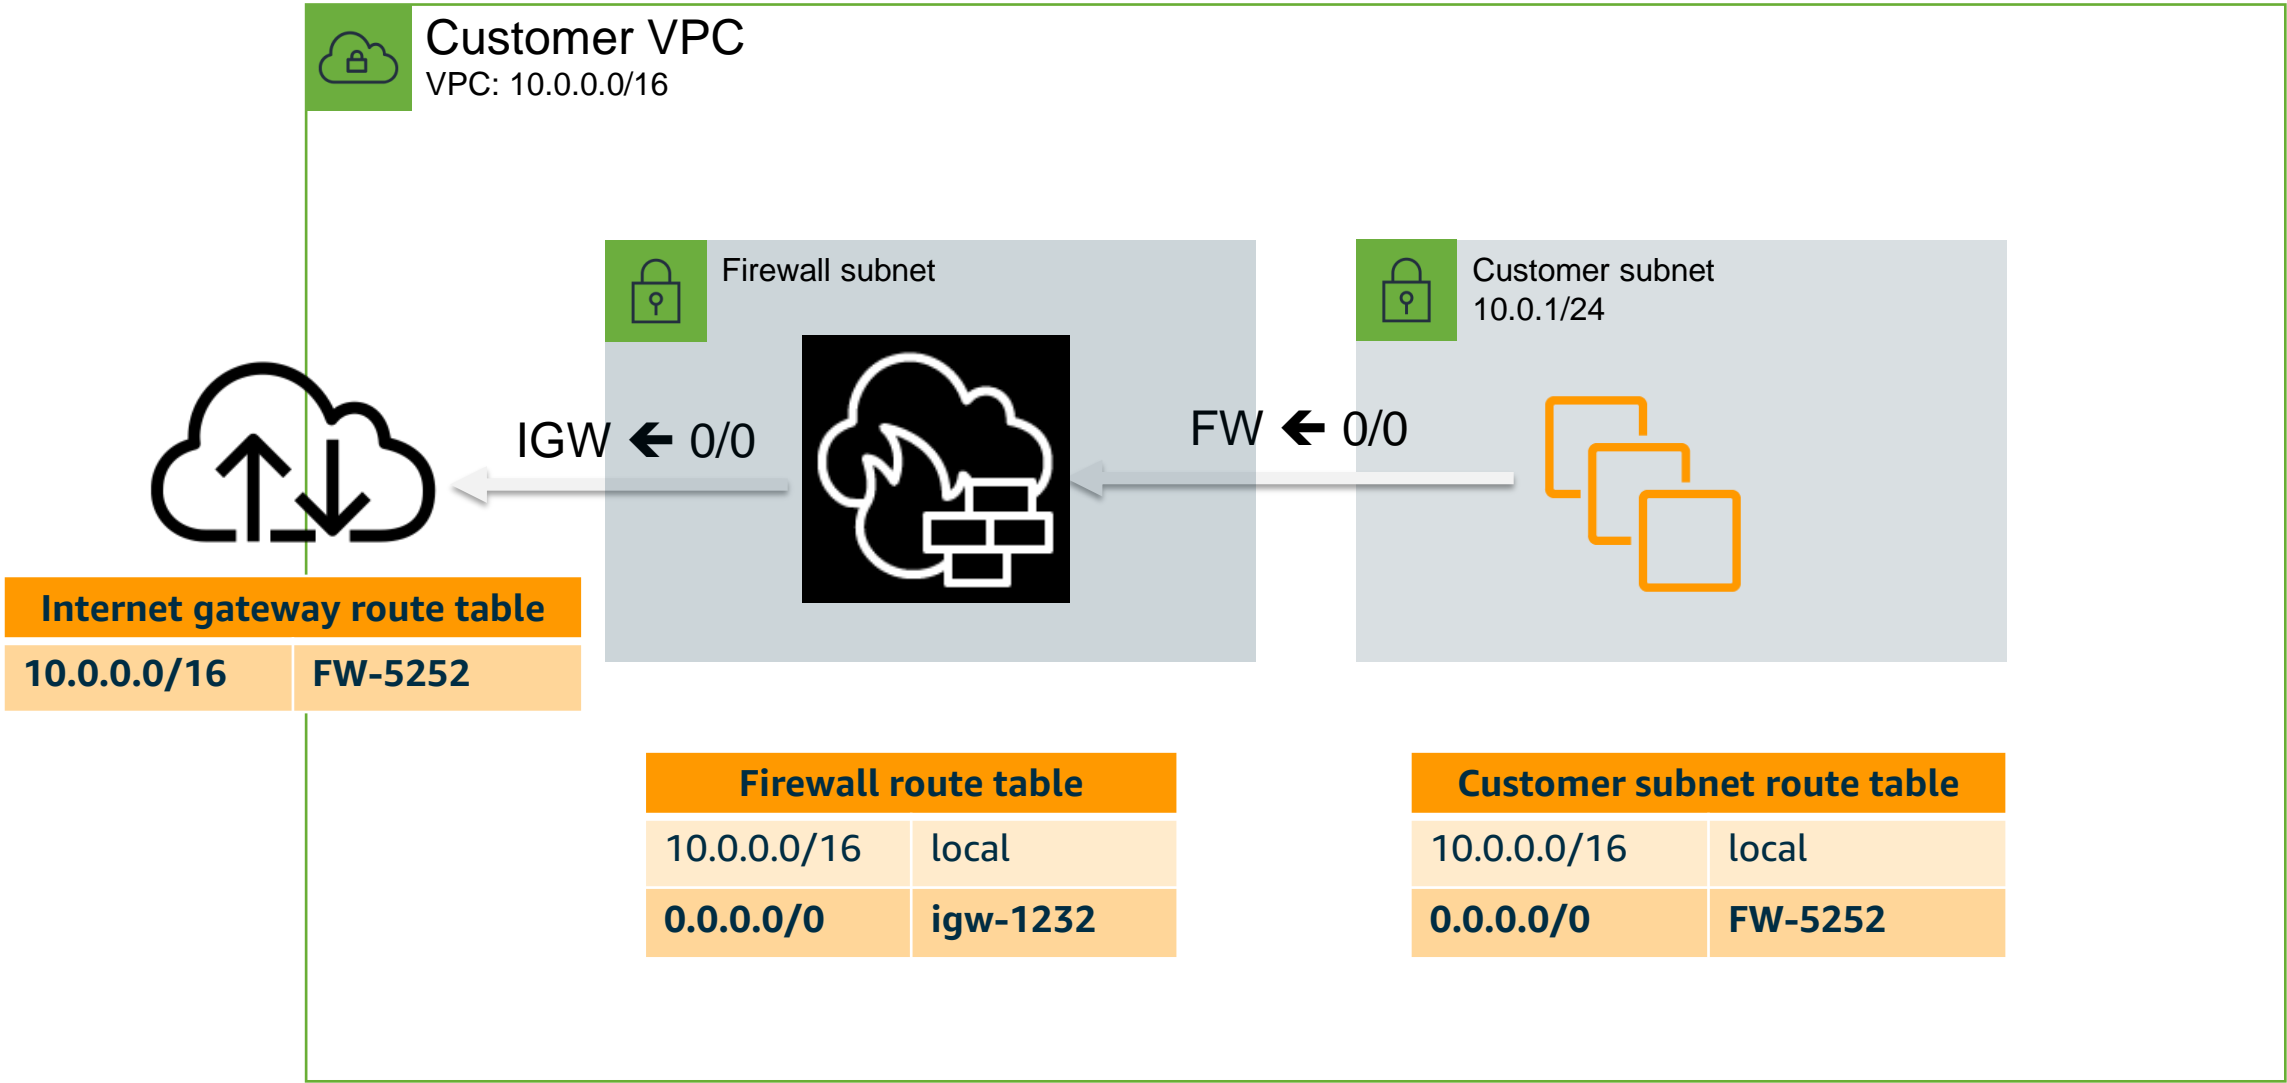 Customer VPC
VPC: 10.0.0.0/16
Firewall subnet
Customer subnet
10.0.1/24
IGW 🡸 0/0
FW 🡸 0/0
Internet gateway route table
10.0.0.0/16 FW-5252
Firewall route table
10.0.0.0/16 local
0.0.0.0/0 igw-1232
Customer subnet route table
10.0.0.0/16 local
0.0.0.0/0 FW-5252